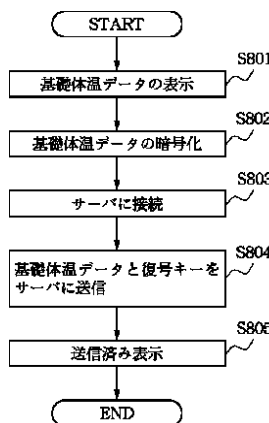 START
S801
基礎体温データの表示
S802
基礎体温データの暗号化
S803
サーバに接続
S804
基礎体温データと復号キーを
サーバに送信
S805
送信済み表示
END